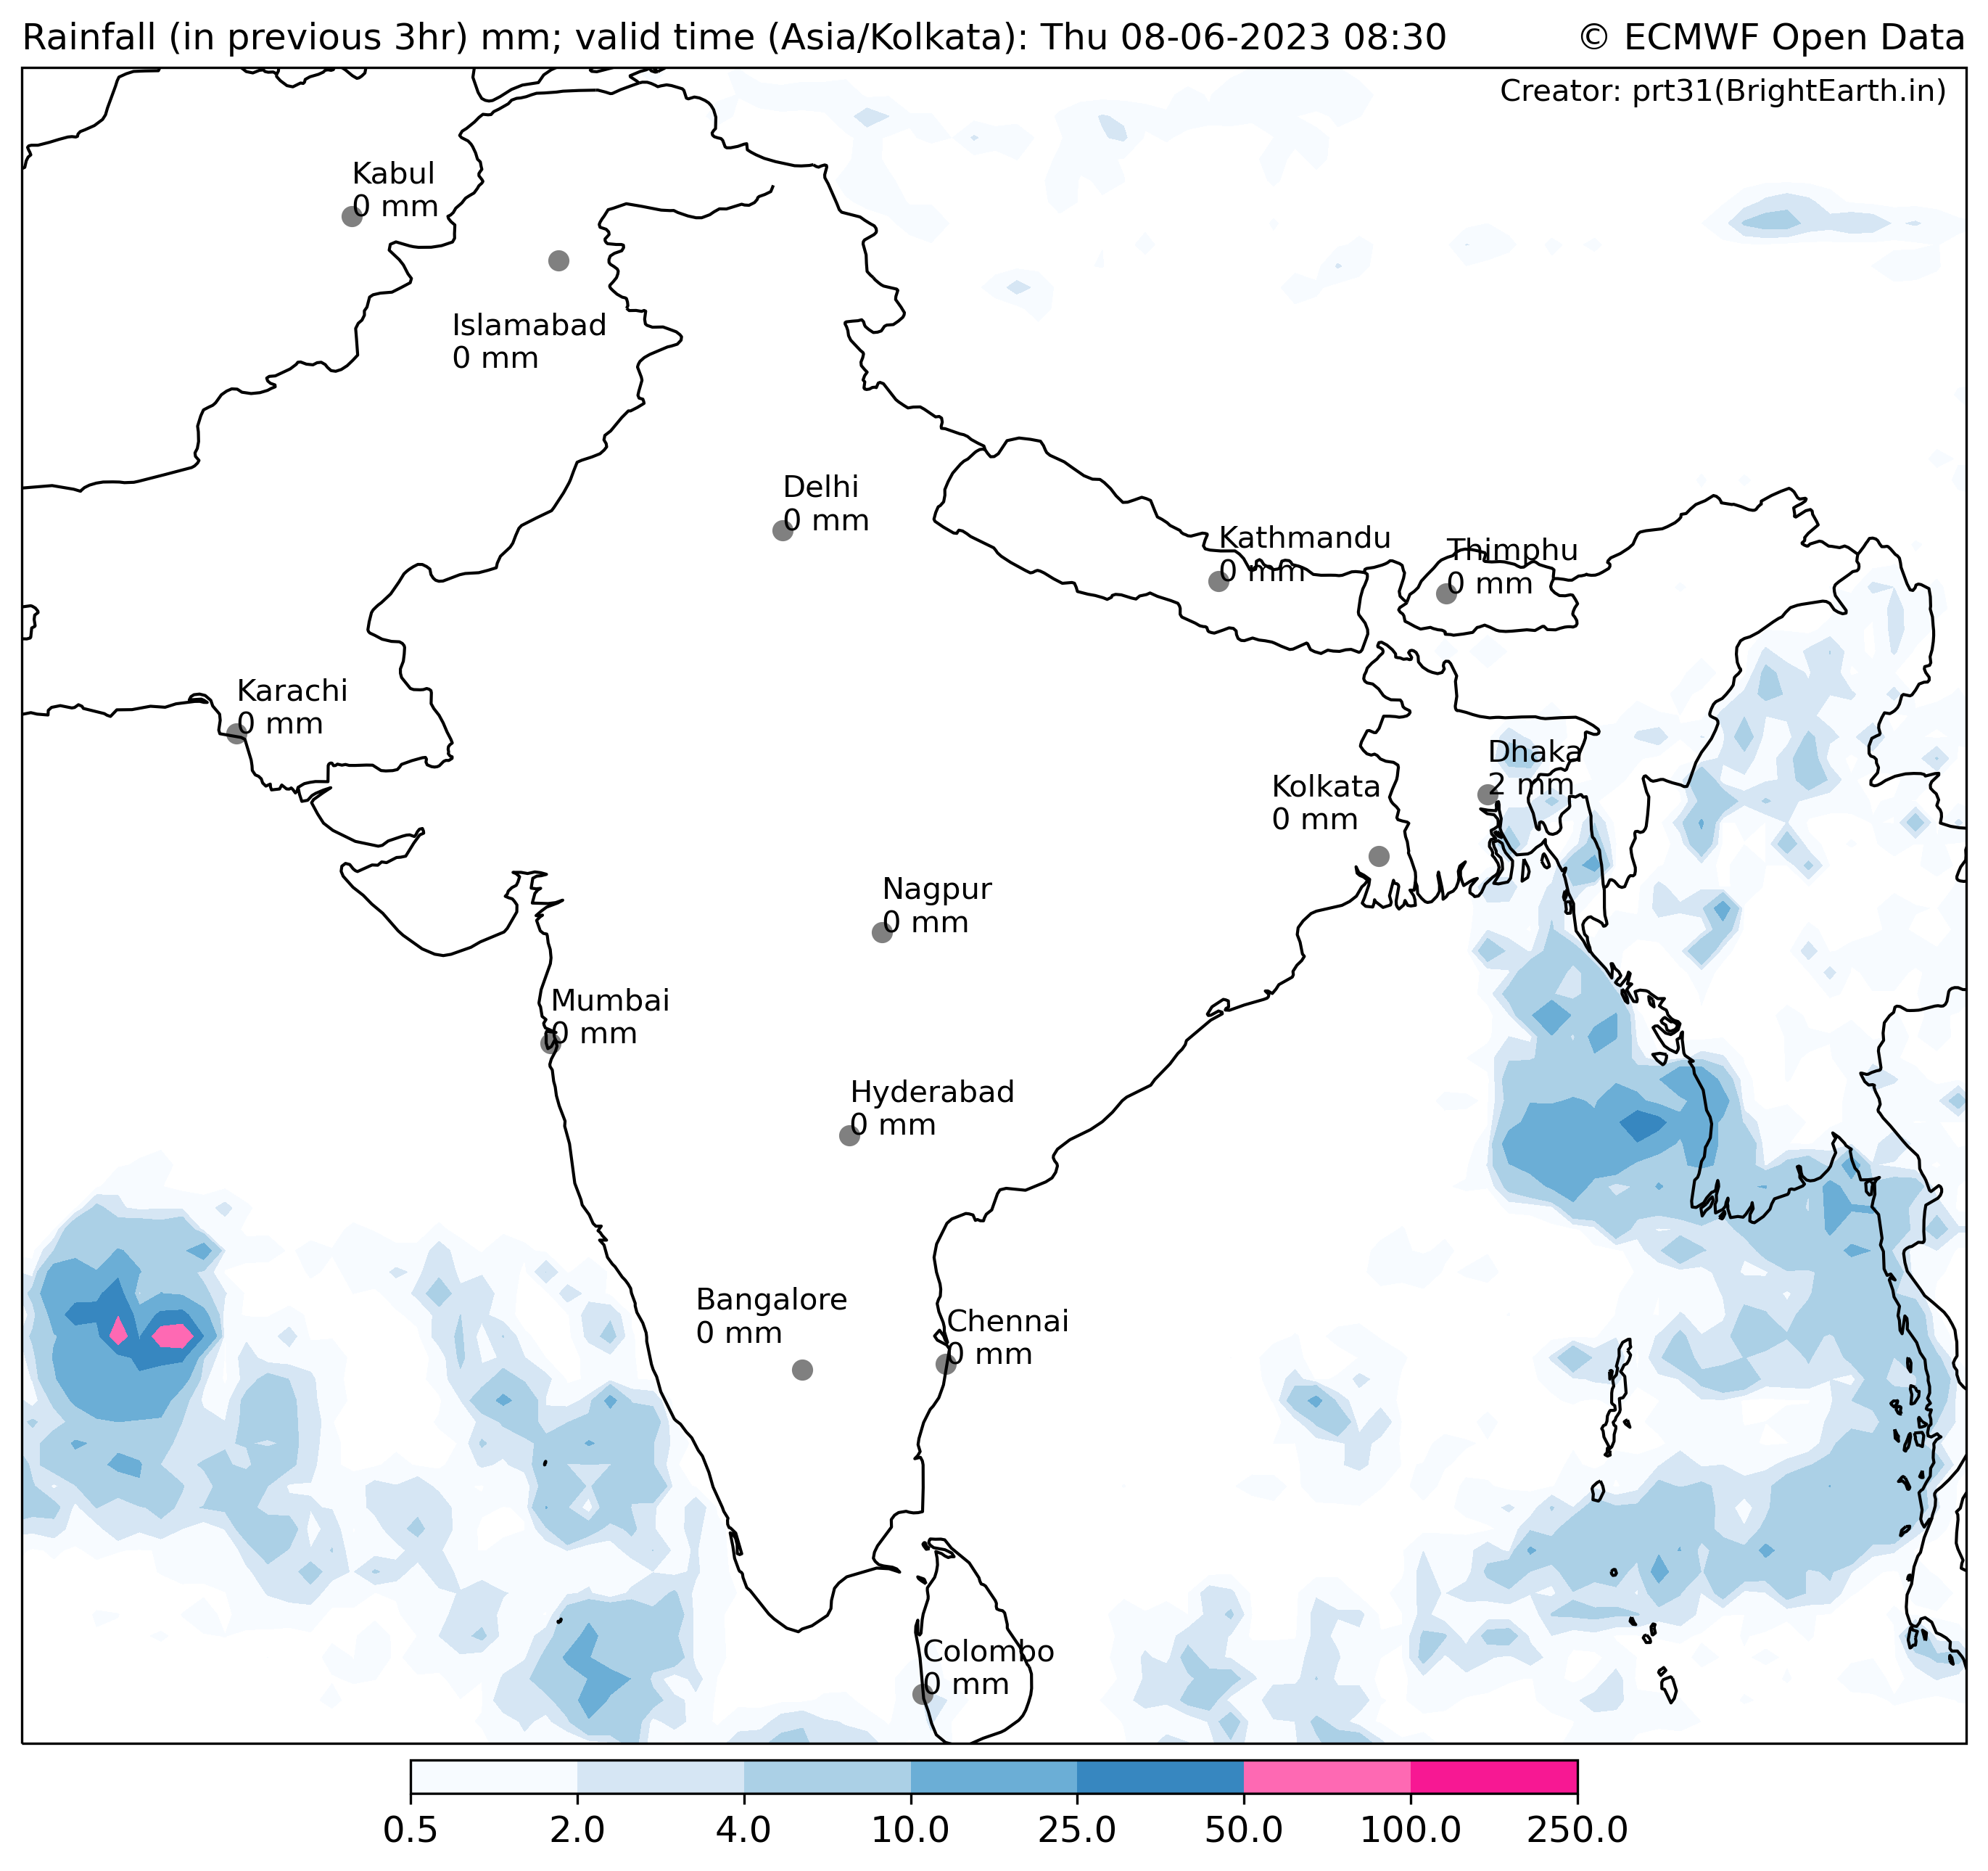 Rainfall (in previous 3hr) mm; valid time (Asia/Kolkata): Thu 08-06-2023 08:30
© ECMWF Open Data
Creator: prt31(BrightEarth.in)
Kabul
0 mm
Islamabad
0 mm
Delhi
0 mm
Kathmandu
0 mm
Thimphu
0 mm
Karachi
0 mm
Dhaka
2 mm
Kolkata
0 mm
Nagpur
0 mm
Mumbai
0 mm
Hyderabad
0 mm
Bangalore
0 mm
Chennai
0 mm
Colombo
0 mm
0.5 2.0 4.0 10.0 25.0 50.0 100.0 250.0